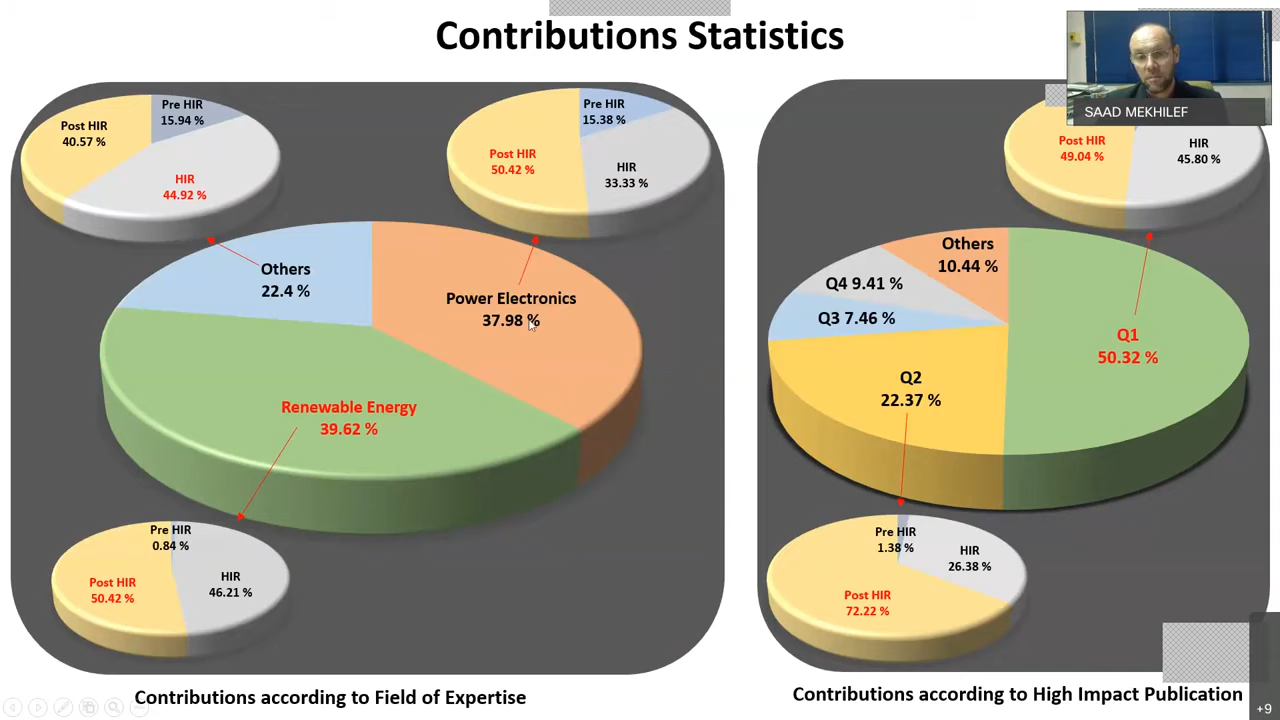 Contributions Statistics
SAAD MEKHILEF
Pre HIR
15.94 %
Post HIR
40.57 %
HIR
44.92 %
Pre HIR
15.38 %
Post HIR
50.42 %
HIR
33.33 %
Others
22.4 %
Power Electronics
37.98 %
Renewable Energy
39.62 %
Pre HIR
0.84 %
Post HIR
50.42 %
HIR
46.21 %
Contributions according to Field of Expertise
Post HIR
49.04 %
HIR
45.80 %
Others
10.44 %
Q4 9.41 %
Q3 7.46 %
Q1
50.32 %
Q2
22.37 %
Pre HIR
1.38 %
HIR
26.38 %
Post HIR
72.22 %
Contributions according to High Impact Publication
+9